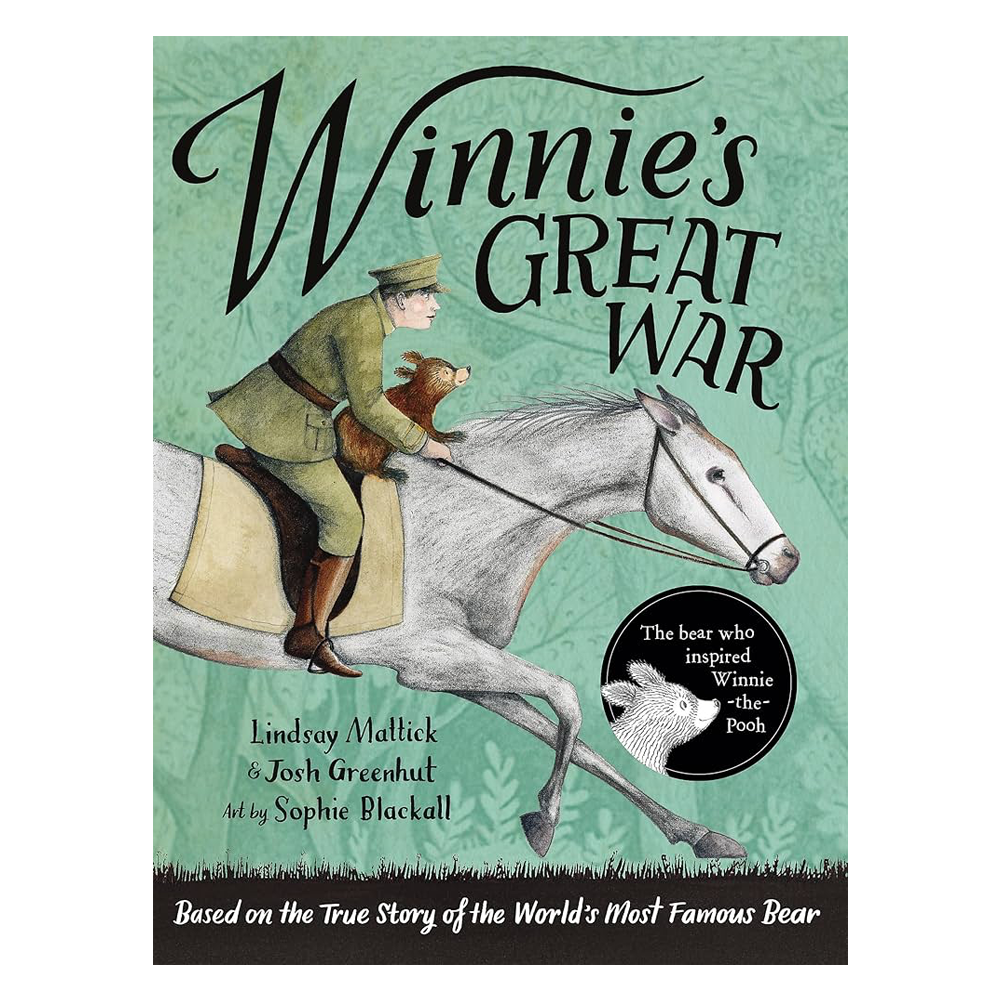 Winnie's
GREAT
WAR
The bear who
inspired
Winnie
-the-
Pooh
Lindsay Mattick
& Josh Greenhut
Art by Sophie Blackall
Based on the True Story of the World's Most Famous Bear